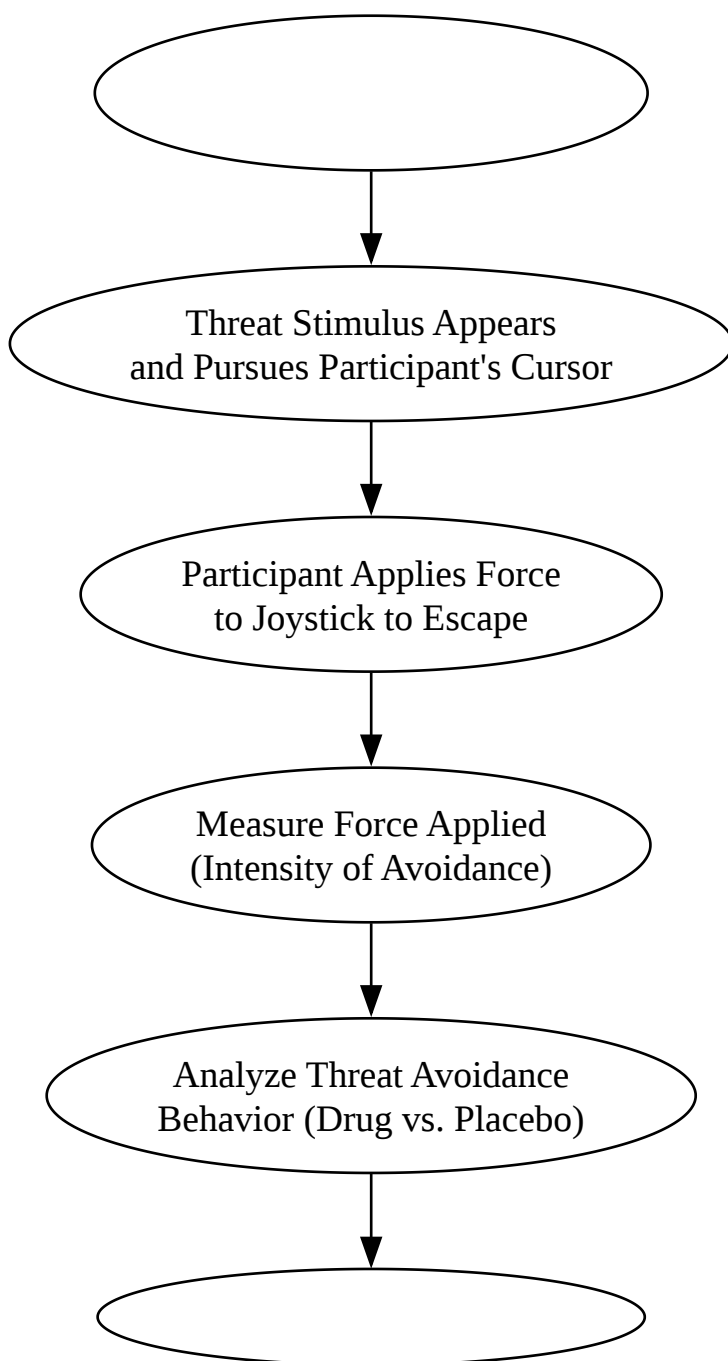 Threat Stimulus Appears
and Pursues Participant's Cursor
Participant Applies Force
to Joystick to Escape
Measure Force Applied
(Intensity of Avoidance)
Analyze Threat Avoidance
Behavior (Drug vs. Placebo)